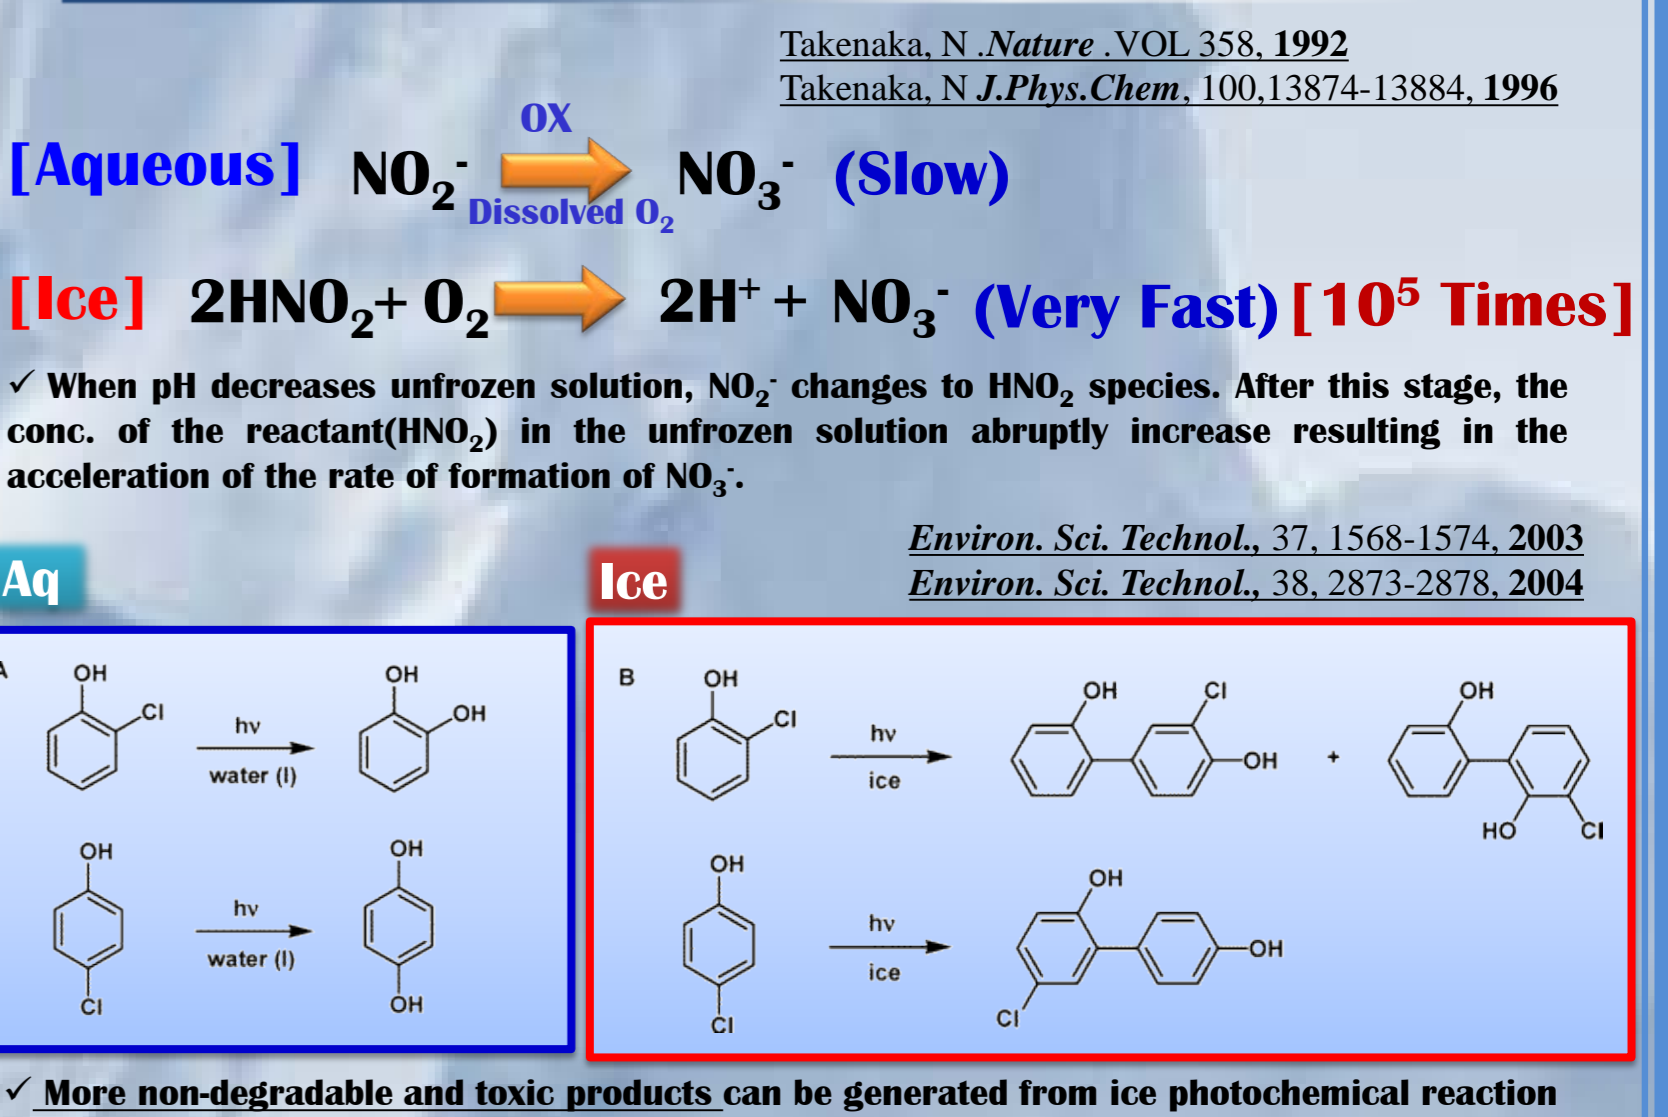 Takenaka, N .Nature .VOL 358, 1992
Takenaka, N J.Phys.Chem, 100,13874-13884, 1996
OX
[Aqueous] NO₂⁻ NO₃⁻ (Slow)
Dissolved O₂
[Ice] 2HNO₂+ O₂ 2H⁺ + NO₃⁻ (Very Fast) [10⁵ Times]
✓ When pH decreases unfrozen solution, NO₂⁻ changes to HNO₂ species. After this stage, the
conc. of the reactant(HNO₂) in the unfrozen solution abruptly increase resulting in the
acceleration of the rate of formation of NO₃⁻.
Environ. Sci. Technol., 37, 1568-1574, 2003
Environ. Sci. Technol., 38, 2873-2878, 2004
Aq
A
OH
Cl
hν
water (l)
OH
OH
OH
Cl
hν
water (l)
OH
OH
Ice
B
OH
Cl
hν
ice
OH
Cl
OH
+
OH
HO
Cl
OH
Cl
hν
ice
OH
Cl
OH
✓ More non-degradable and toxic products can be generated from ice photochemical reaction